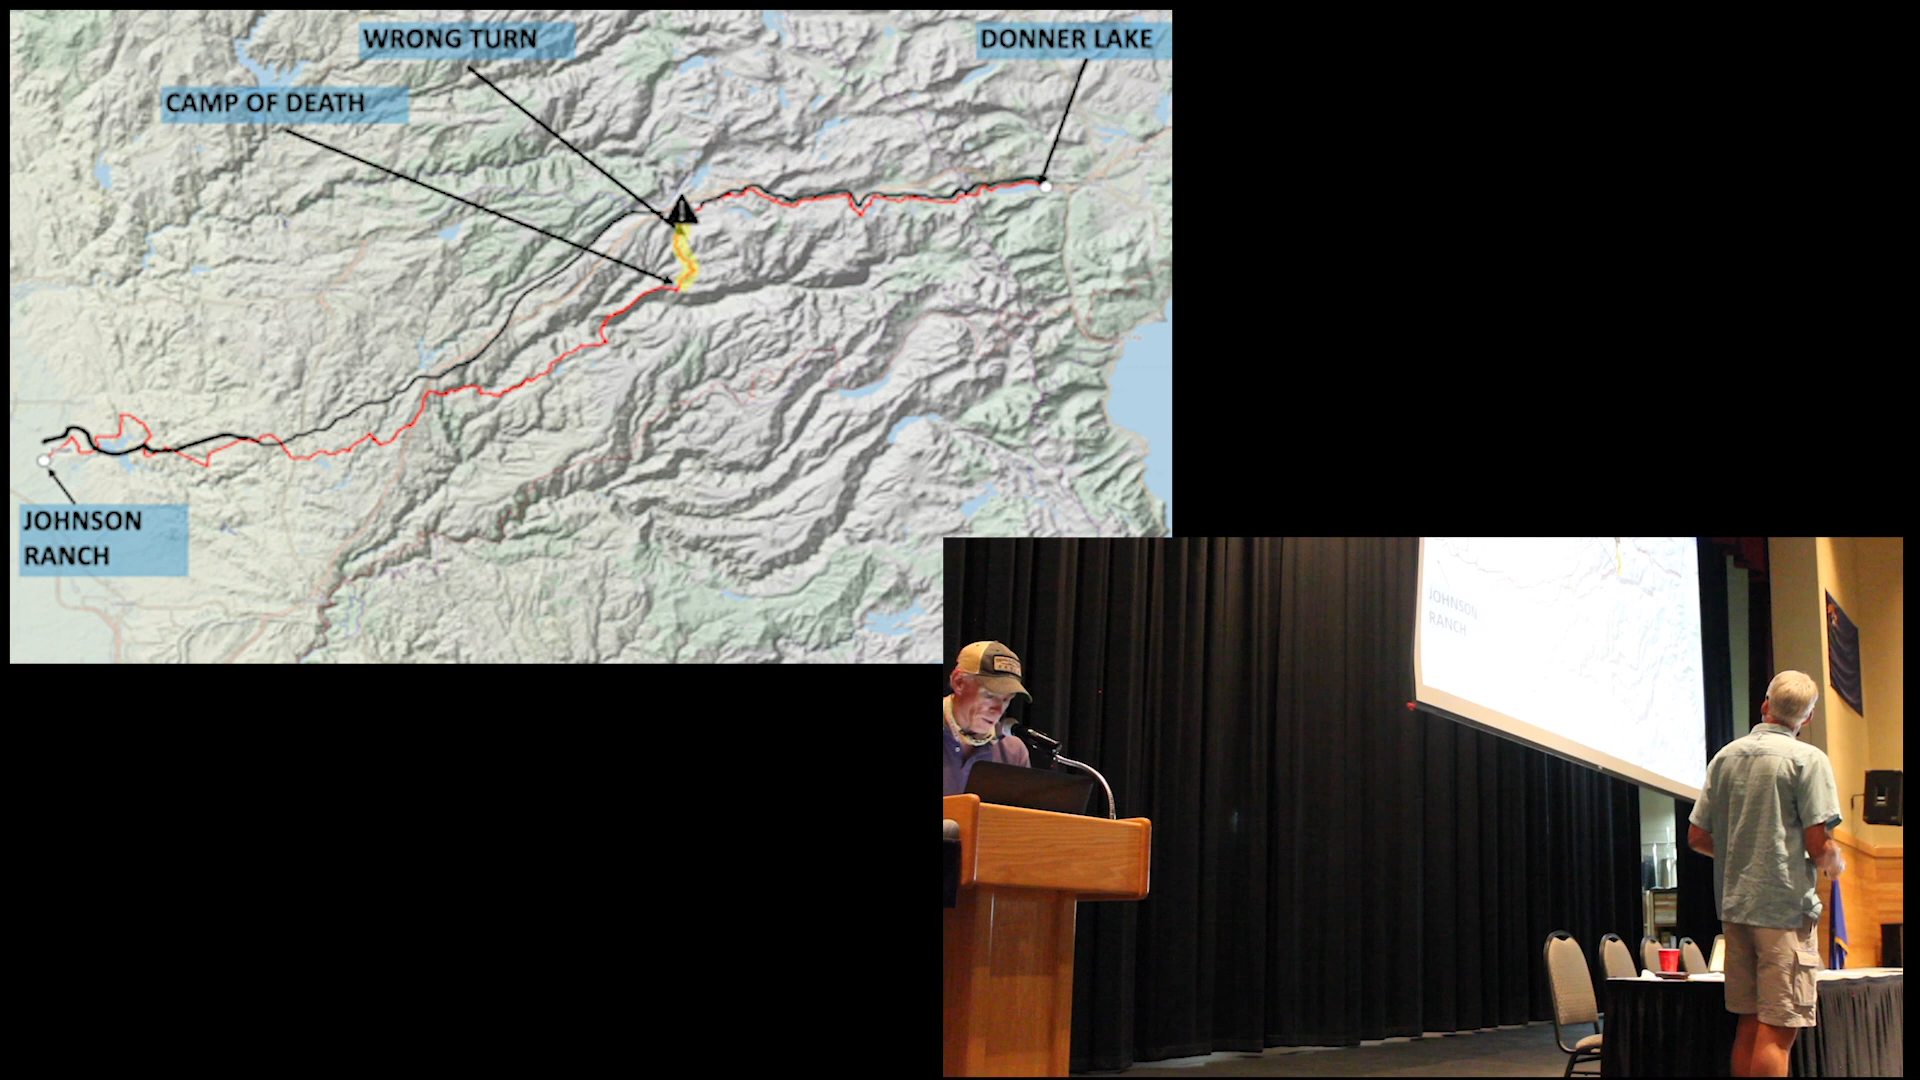 WRONG TURN
DONNER LAKE
CAMP OF DEATH
JOHNSON
RANCH
JOHNSON
RANCH